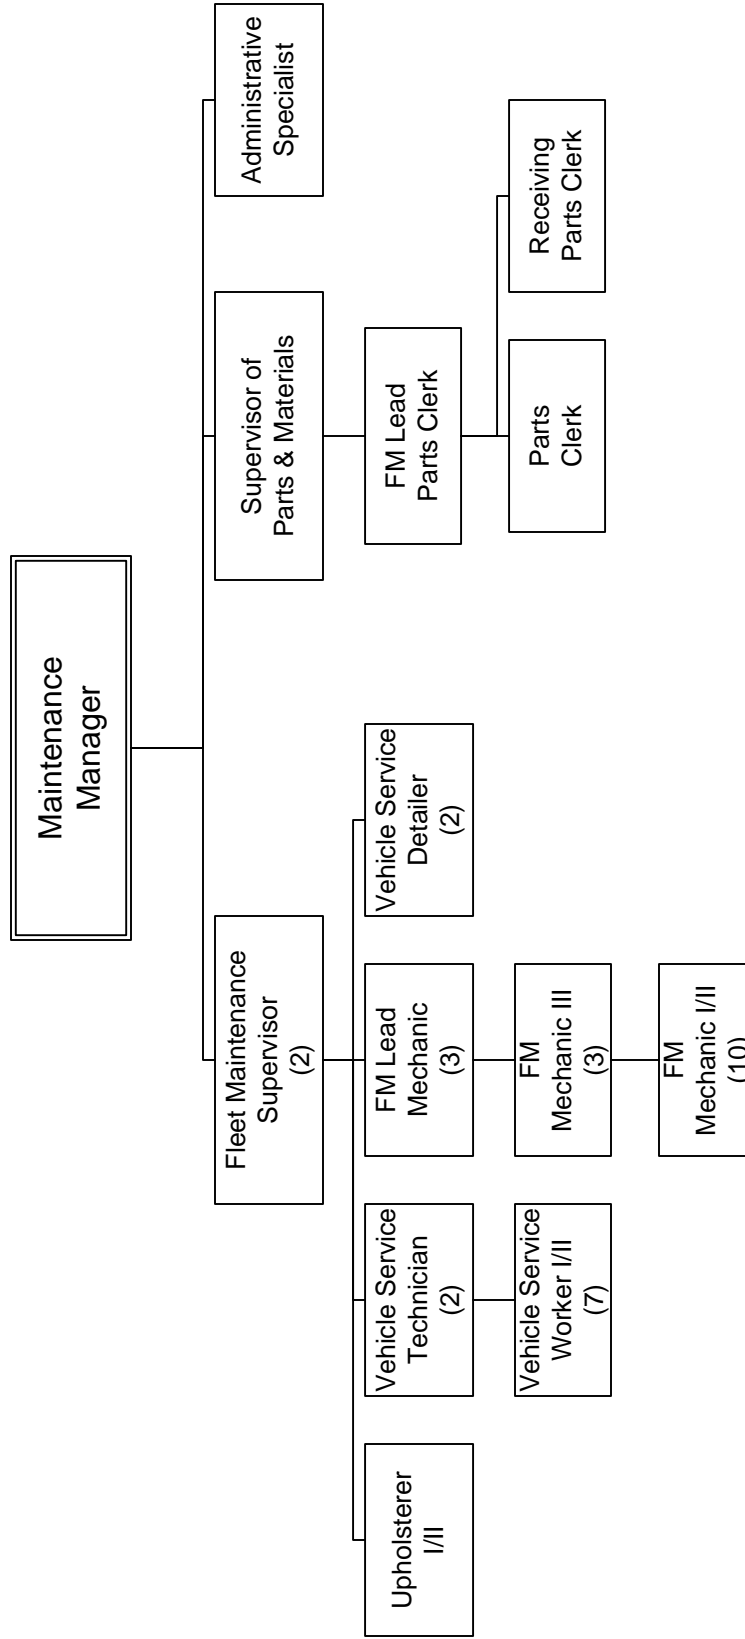 Maintenance
Manager
Fleet Maintenance
Supervisor
(2)
Supervisor of
Parts & Materials
Administrative
Specialist
Upholsterer
I/II
Vehicle Service
Technician
(2)
FM Lead
Mechanic
(3)
Vehicle Service
Detailer
(2)
FM Lead
Parts Clerk
Vehicle Service
Worker I/II
(7)
FM
Mechanic III
(3)
Parts
Clerk
Receiving
Parts Clerk
FM
Mechanic I/II
(10)